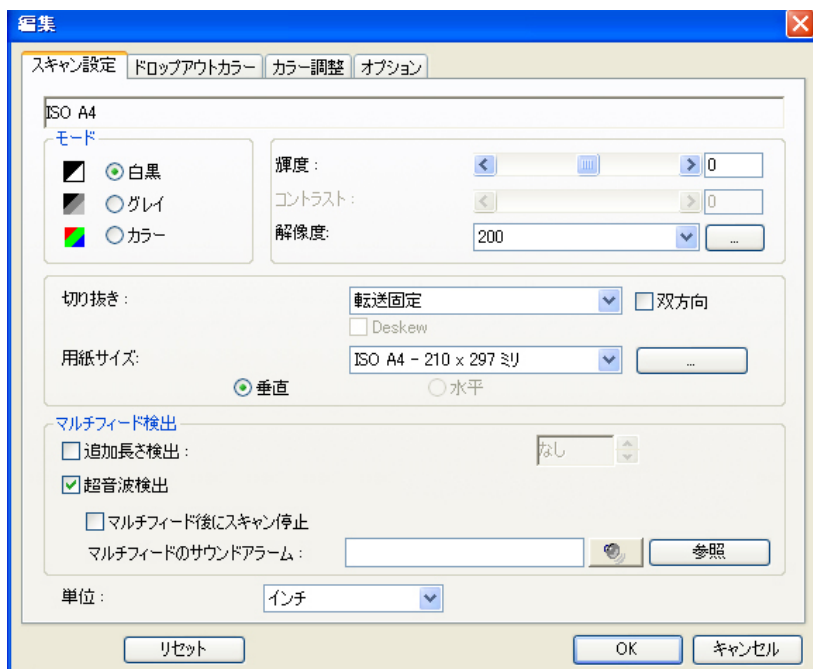 編集
スキャン設定 ドロップアウトカラー カラー調整 オプション
ISO A4
モード
白黒
グレイ
カラー
輝度 : 0
コントラスト : 0
解像度: 200 ...
切り抜き : 転送固定 双方向
Deskew
用紙サイズ: ISO A4 - 210 x 297 ミリ ...
垂直 水平
マルチフィード検出
追加長さ検出 : なし
超音波検出
マルチフィード後にスキャン停止
マルチフィードのサウンドアラーム : 参照
単位 : インチ
リセット OK キャンセル